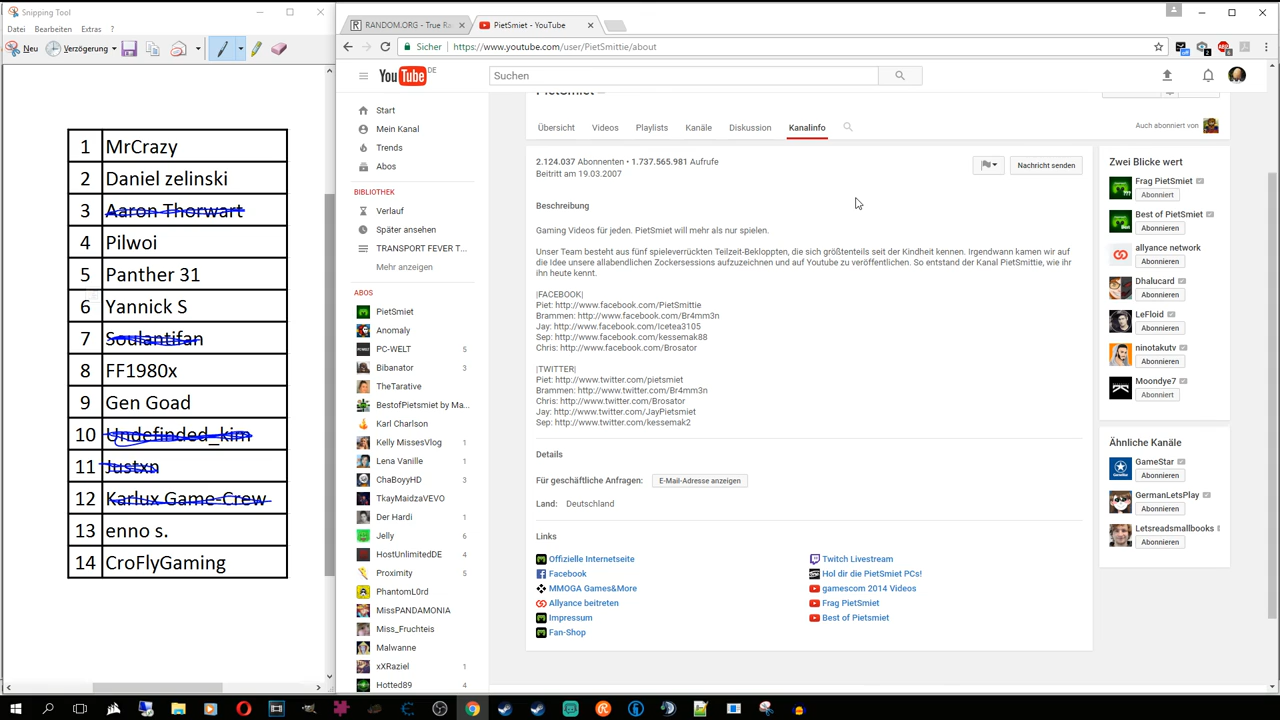 Snipping Tool
Datei Bearbeiten Extras ?
Neu Verzögerung
1 MrCrazy
2 Daniel zelinski
3 Aaron Thorwart
4 Pilwoi
5 Panther 31
6 Yannick S
7 Soulantifan
8 FF1980x
9 Gen Goad
10 Undefinded_kim
11 Justxn
12 Karlux Game-Crew
13 enno s.
14 CroFlyGaming
RANDOM.ORG - True Ra
PietSmiet - YouTube
Sicher https://www.youtube.com/user/PietSmittie/about
YouTube DE
Suchen
Start
Mein Kanal
Trends
Abos
BIBLIOTHEK
Verlauf
Später ansehen
TRANSPORT FEVER T...
Mehr anzeigen
ABOS
PietSmiet
Anomaly
PC-WELT 5
Bibanator 3
TheTarative
BestofPietsmiet by Ma...
Karl Charlson
Kelly MissesVlog 1
Lena Vanille 1
ChaBoyyHD 3
TkayMaidzaVEVO
Der Hardi 1
Jelly 6
HostUnlimitedDE 4
Proximity 5
PhantomL0rd
MissPANDAMONIA
Miss_Fruchteis
Malwanne
xXRaziel 1
Hotted89 4
PietSmiet
Übersicht Videos Playlists Kanäle Diskussion Kanalinfo
Auch abonniert von
2.124.037 Abonnenten • 1.737.565.981 Aufrufe
Beitritt am 19.03.2007
Nachricht senden
Beschreibung
Gaming Videos für jeden. PietSmiet will mehr als nur spielen.
Unser Team besteht aus fünf spieleverrückten Teilzeit-Bekloppten, die sich größtenteils seit der Kindheit kennen. Irgendwann kamen wir auf
die Idee unsere allabendlichen Zockersessions aufzuzeichnen und auf Youtube zu veröffentlichen. So entstand der Kanal PietSmittie, wie ihr
ihn heute kennt.
|FACEBOOK|
Piet: http://www.facebook.com/PietSmittie
Brammen: http://www.facebook.com/Br4mm3n
Jay: http://www.facebook.com/Icetea3105
Sep: http://www.facebook.com/kessemak88
Chris: http://www.facebook.com/Brosator
|TWITTER|
Piet: http://www.twitter.com/pietsmiet
Brammen: http://www.twitter.com/Br4mm3n
Chris: http://www.twitter.com/Brosator
Jay: http://www.twitter.com/JayPietsmiet
Sep: http://www.twitter.com/kessemak2
Details
Für geschäftliche Anfragen: E-Mail-Adresse anzeigen
Land: Deutschland
Links
Offizielle Internetseite
Facebook
MMOGA Games&More
Allyance beitreten
Impressum
Fan-Shop
Twitch Livestream
Hol dir die PietSmiet PCs!
gamescom 2014 Videos
Frag PietSmiet
Best of Pietsmiet
Zwei Blicke wert
Frag PietSmiet
Abonniert
Best of PietSmiet
Abonnieren
allyance network
Abonnieren
Dhalucard
Abonnieren
LeFloid
Abonnieren
ninotakutv
Abonnieren
Moondye7
Abonniert
Ähnliche Kanäle
GameStar
Abonnieren
GermanLetsPlay
Abonnieren
Letsreadsmallbooks
Abonnieren